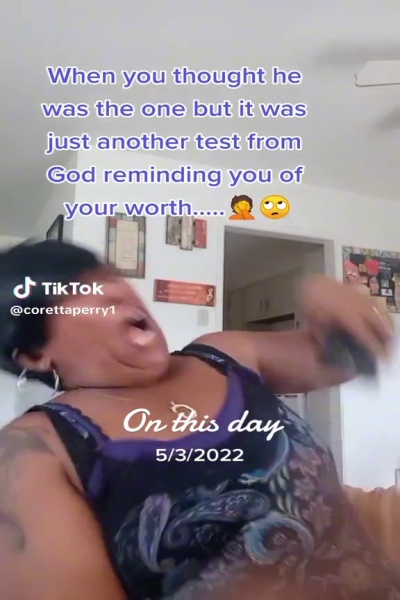 When you thought he
was the one but it was
just another test from
God reminding you of
your worth.....🤦🙄
TikTok
@corettaperry1
On this day
5/3/2022